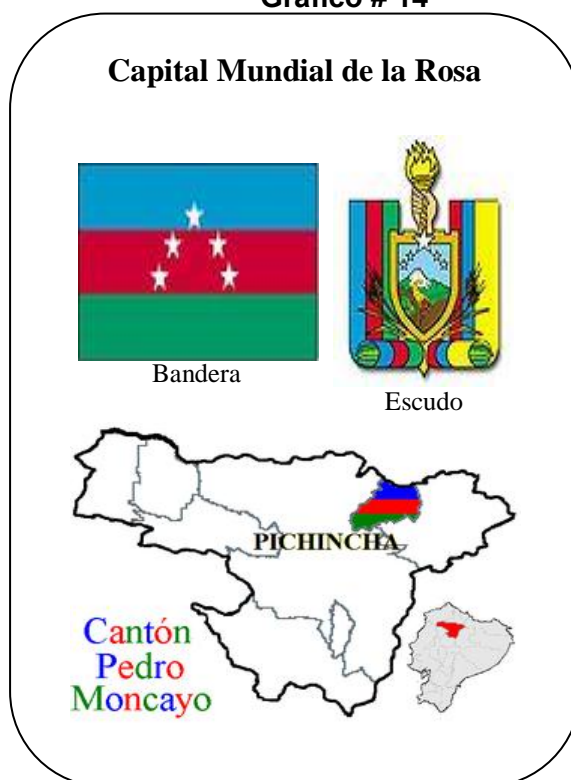 Gráfico # 14
Capital Mundial de la Rosa
Bandera
Escudo
PICHINCHA
Cantón
Pedro
Moncayo